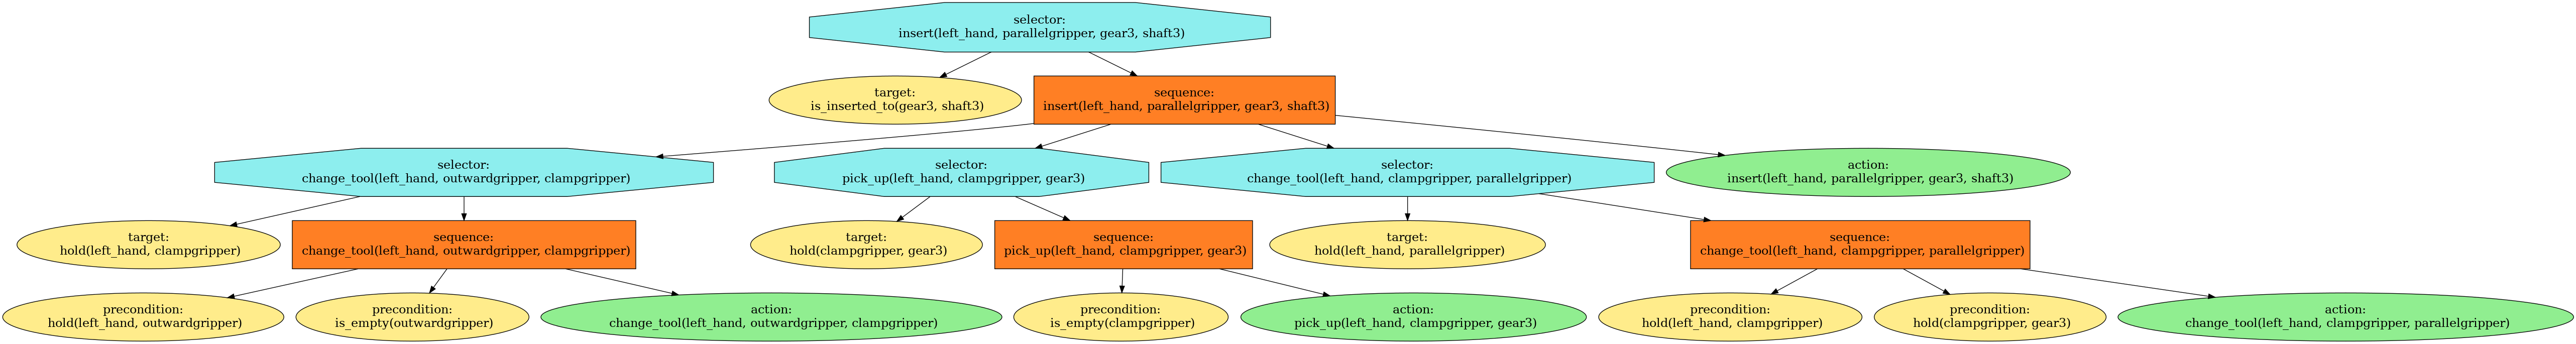 selector:
insert(left_hand, parallelgripper, gear3, shaft3)
target:
is_inserted_to(gear3, shaft3)
sequence:
insert(left_hand, parallelgripper, gear3, shaft3)
selector:
change_tool(left_hand, outwardgripper, clampgripper)
selector:
pick_up(left_hand, clampgripper, gear3)
selector:
change_tool(left_hand, clampgripper, parallelgripper)
action:
insert(left_hand, parallelgripper, gear3, shaft3)
target:
hold(left_hand, clampgripper)
sequence:
change_tool(left_hand, outwardgripper, clampgripper)
target:
hold(clampgripper, gear3)
sequence:
pick_up(left_hand, clampgripper, gear3)
target:
hold(left_hand, parallelgripper)
sequence:
change_tool(left_hand, clampgripper, parallelgripper)
precondition:
hold(left_hand, outwardgripper)
precondition:
is_empty(outwardgripper)
action:
change_tool(left_hand, outwardgripper, clampgripper)
precondition:
is_empty(clampgripper)
action:
pick_up(left_hand, clampgripper, gear3)
precondition:
hold(left_hand, clampgripper)
precondition:
hold(clampgripper, gear3)
action:
change_tool(left_hand, clampgripper, parallelgripper)